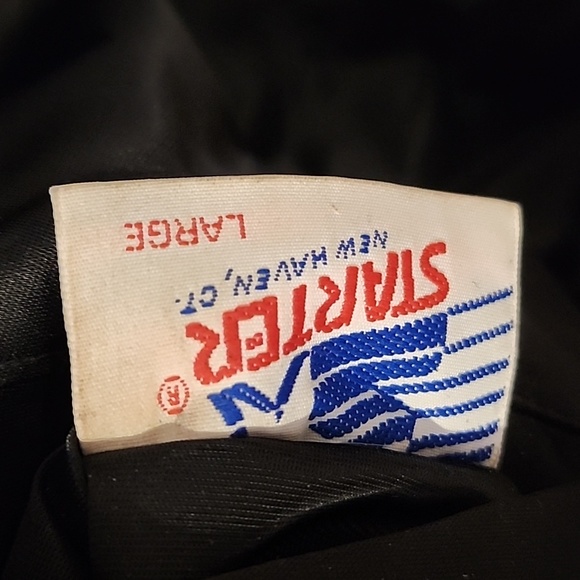 ®
STARTER
NEW HAVEN, CT.
LARGE